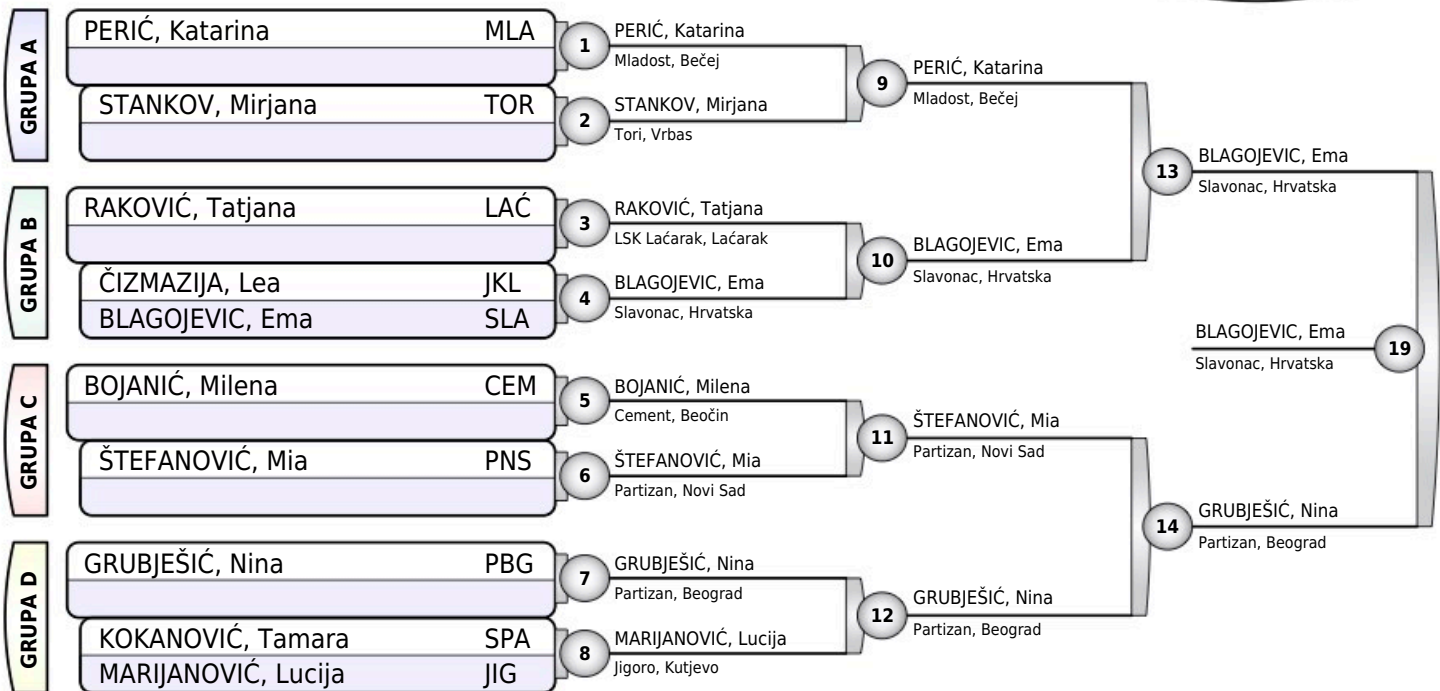 GRUPA A
PERIĆ, Katarina MLA
STANKOV, Mirjana TOR
GRUPA B
RAKOVIĆ, Tatjana LAĆ
ČIZMAZIJA, Lea JKL
BLAGOJEVIC, Ema SLA
GRUPA C
BOJANIĆ, Milena CEM
ŠTEFANOVIĆ, Mia PNS
GRUPA D
GRUBJEŠIĆ, Nina PBG
KOKANOVIĆ, Tamara SPA
MARIJANOVIĆ, Lucija JIG
1
PERIĆ, Katarina
Mladost, Bečej
2
STANKOV, Mirjana
Tori, Vrbas
3
RAKOVIĆ, Tatjana
LSK Laćarak, Laćarak
4
BLAGOJEVIC, Ema
Slavonac, Hrvatska
5
BOJANIĆ, Milena
Cement, Beočin
6
ŠTEFANOVIĆ, Mia
Partizan, Novi Sad
7
GRUBJEŠIĆ, Nina
Partizan, Beograd
8
MARIJANOVIĆ, Lucija
Jigoro, Kutjevo
9
PERIĆ, Katarina
Mladost, Bečej
10
BLAGOJEVIC, Ema
Slavonac, Hrvatska
11
ŠTEFANOVIĆ, Mia
Partizan, Novi Sad
12
GRUBJEŠIĆ, Nina
Partizan, Beograd
13
BLAGOJEVIC, Ema
Slavonac, Hrvatska
14
GRUBJEŠIĆ, Nina
Partizan, Beograd
BLAGOJEVIC, Ema
Slavonac, Hrvatska
19